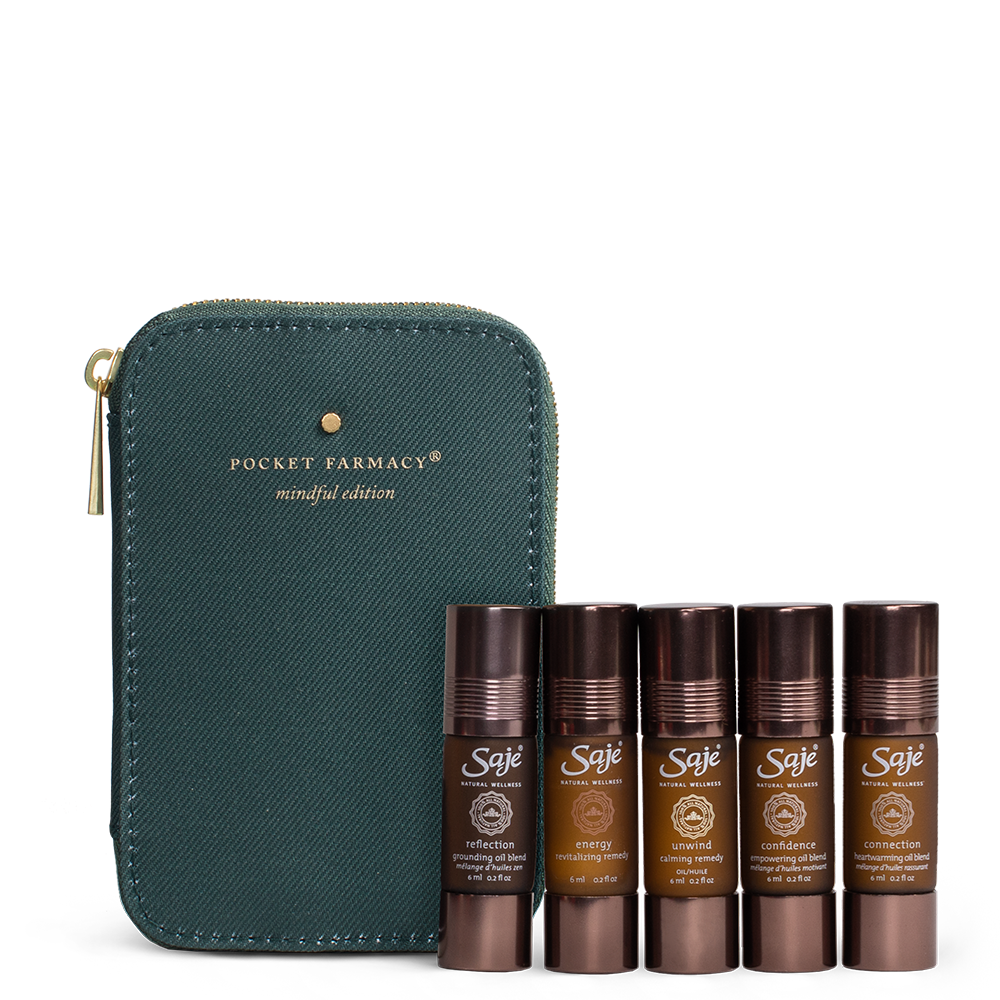 POCKET FARMACY®
mindful edition
Saje®
NATURAL WELLNESS®
reflection
grounding oil blend
mélange d'huiles zen
6 ml 0.2 fl oz
Saje®
NATURAL WELLNESS®
energy
revitalizing remedy
6 ml 0.2 fl oz
Saje®
NATURAL WELLNESS®
unwind
calming remedy
OIL/HUILE
6 ml 0.2 fl oz
Saje®
NATURAL WELLNESS®
confidence
empowering oil blend
mélange d'huiles motivant
6 ml 0.2 fl oz
Saje®
NATURAL WELLNESS®
connection
heartwarming oil blend
mélange d'huiles rassurant
6 ml 0.2 fl oz